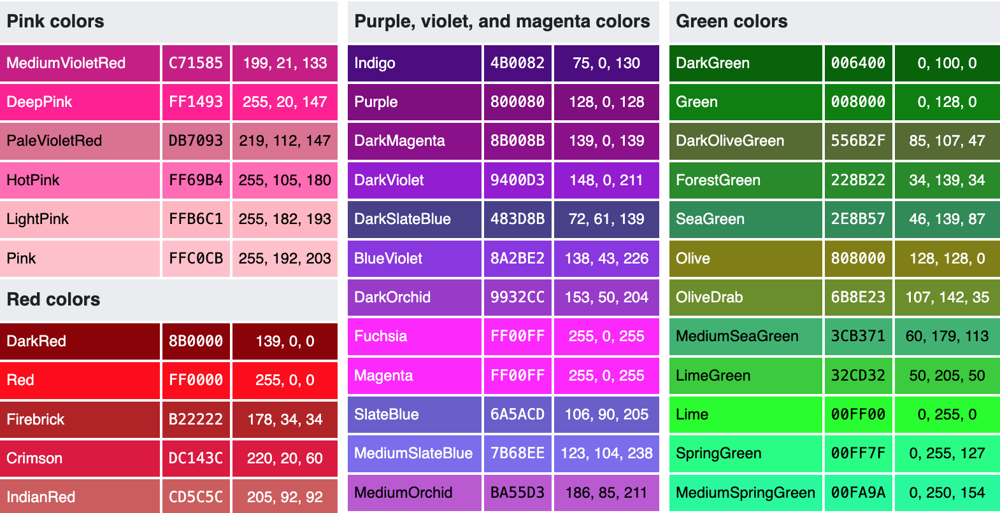 Pink colors
MediumVioletRed C71585 199, 21, 133
DeepPink FF1493 255, 20, 147
PaleVioletRed DB7093 219, 112, 147
HotPink FF69B4 255, 105, 180
LightPink FFB6C1 255, 182, 193
Pink FFC0CB 255, 192, 203
Red colors
DarkRed 8B0000 139, 0, 0
Red FF0000 255, 0, 0
Firebrick B22222 178, 34, 34
Crimson DC143C 220, 20, 60
IndianRed CD5C5C 205, 92, 92
Purple, violet, and magenta colors
Indigo 4B0082 75, 0, 130
Purple 800080 128, 0, 128
DarkMagenta 8B008B 139, 0, 139
DarkViolet 9400D3 148, 0, 211
DarkSlateBlue 483D8B 72, 61, 139
BlueViolet 8A2BE2 138, 43, 226
DarkOrchid 9932CC 153, 50, 204
Fuchsia FF00FF 255, 0, 255
Magenta FF00FF 255, 0, 255
SlateBlue 6A5ACD 106, 90, 205
MediumSlateBlue 7B68EE 123, 104, 238
MediumOrchid BA55D3 186, 85, 211
Green colors
DarkGreen 006400 0, 100, 0
Green 008000 0, 128, 0
DarkOliveGreen 556B2F 85, 107, 47
ForestGreen 228B22 34, 139, 34
SeaGreen 2E8B57 46, 139, 87
Olive 808000 128, 128, 0
OliveDrab 6B8E23 107, 142, 35
MediumSeaGreen 3CB371 60, 179, 113
LimeGreen 32CD32 50, 205, 50
Lime 00FF00 0, 255, 0
SpringGreen 00FF7F 0, 255, 127
MediumSpringGreen 00FA9A 0, 250, 154